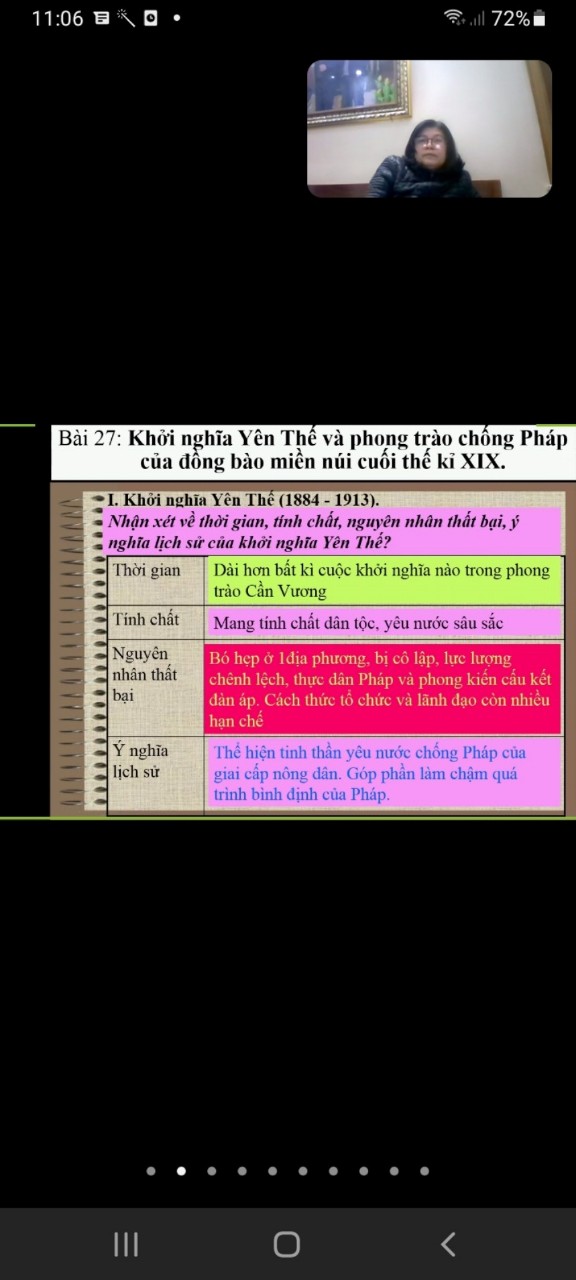 11:06
72%
Bài 27: Khởi nghĩa Yên Thế và phong trào chống Pháp
của đồng bào miền núi cuối thế kỉ XIX.
I. Khởi nghĩa Yên Thế (1884 - 1913).
Nhận xét về thời gian, tính chất, nguyên nhân thất bại, ý
nghĩa lịch sử của khởi nghĩa Yên Thế?
Thời gian
Dài hơn bất kì cuộc khởi nghĩa nào trong phong
trào Cần Vương
Tính chất
Mang tính chất dân tộc, yêu nước sâu sắc
Nguyên
nhân thất
bại
Bó hẹp ở 1địa phương, bị cô lập, lực lượng
chênh lệch, thực dân Pháp và phong kiến cấu kết
đàn áp. Cách thức tổ chức và lãnh đạo còn nhiều
hạn chế
Ý nghĩa
lịch sử
Thể hiện tinh thần yêu nước chống Pháp của
giai cấp nông dân. Góp phần làm chậm quá
trình bình định của Pháp.